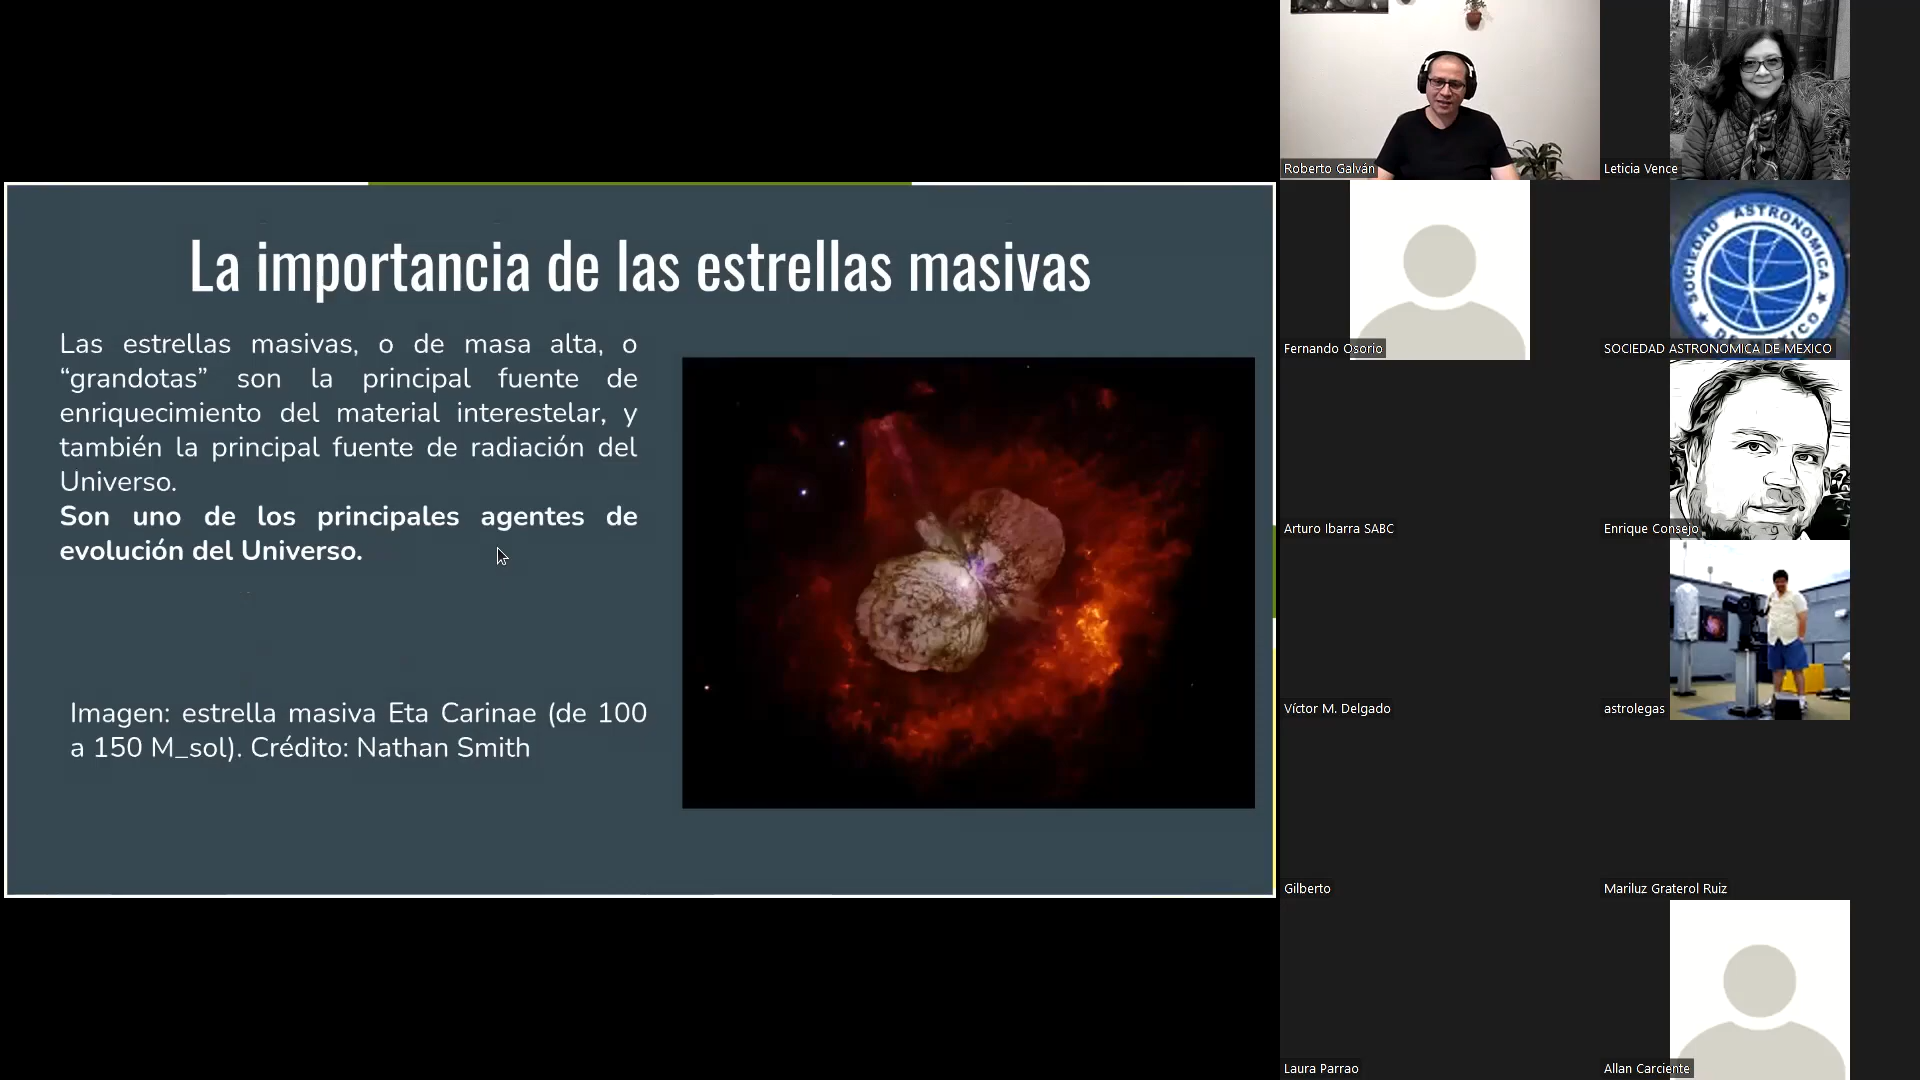 La importancia de las estrellas masivas
Las estrellas masivas, o de masa alta, o
“grandotas” son la principal fuente de
enriquecimiento del material interestelar, y
también la principal fuente de radiación del
Universo.
Son uno de los principales agentes de
evolución del Universo.
Imagen: estrella masiva Eta Carinae (de 100
a 150 M_sol). Crédito: Nathan Smith
Roberto Galván
Leticia Vence
Fernando Osorio
SOCIEDAD ASTRONOMICA
SOCIEDAD ASTRONOMICA DE MEXICO
Arturo Ibarra SABC
Enrique Consejo
Víctor M. Delgado
astrolegas
Gilberto
Mariluz Graterol Ruiz
Laura Parrao
Allan Carciente